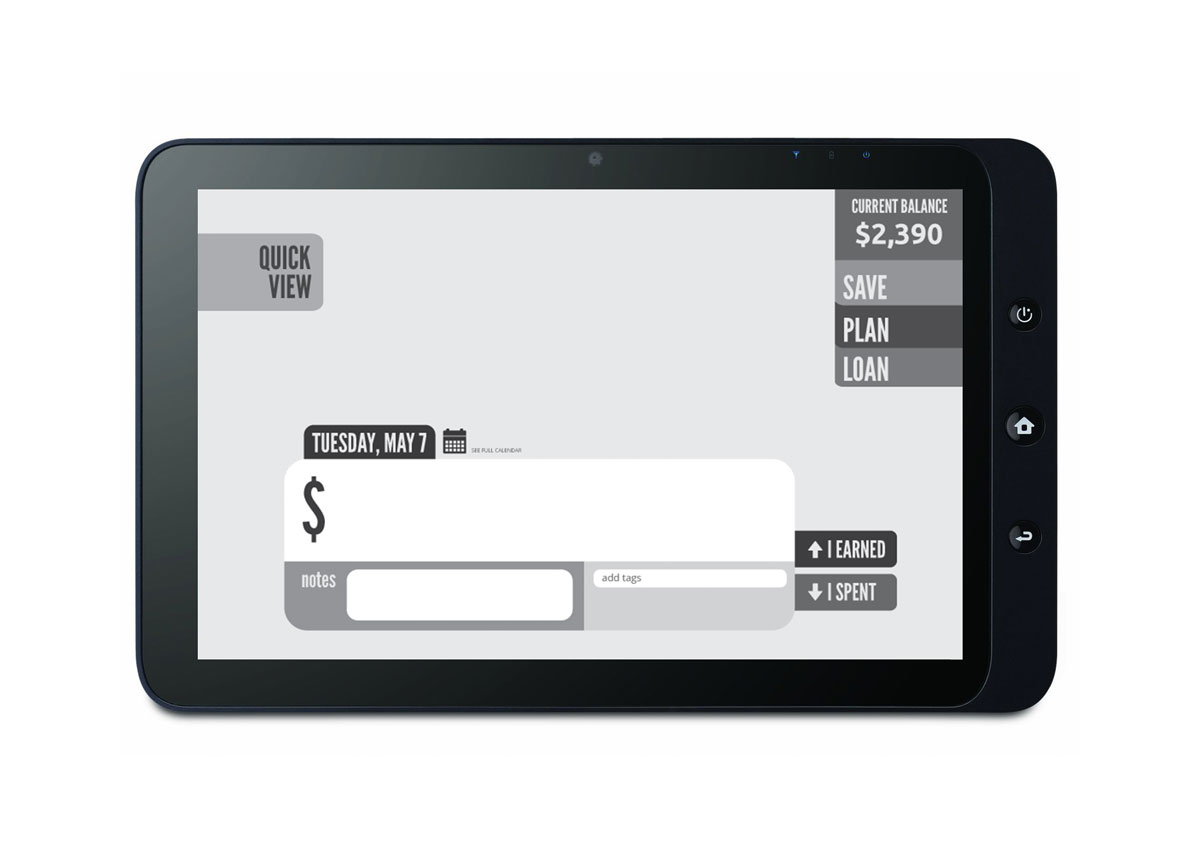 QUICK
VIEW
CURRENT BALANCE
$2,390
SAVE
PLAN
LOAN
TUESDAY, MAY 7
SEE FULL CALENDAR
$
notes
add tags
I EARNED
I SPENT